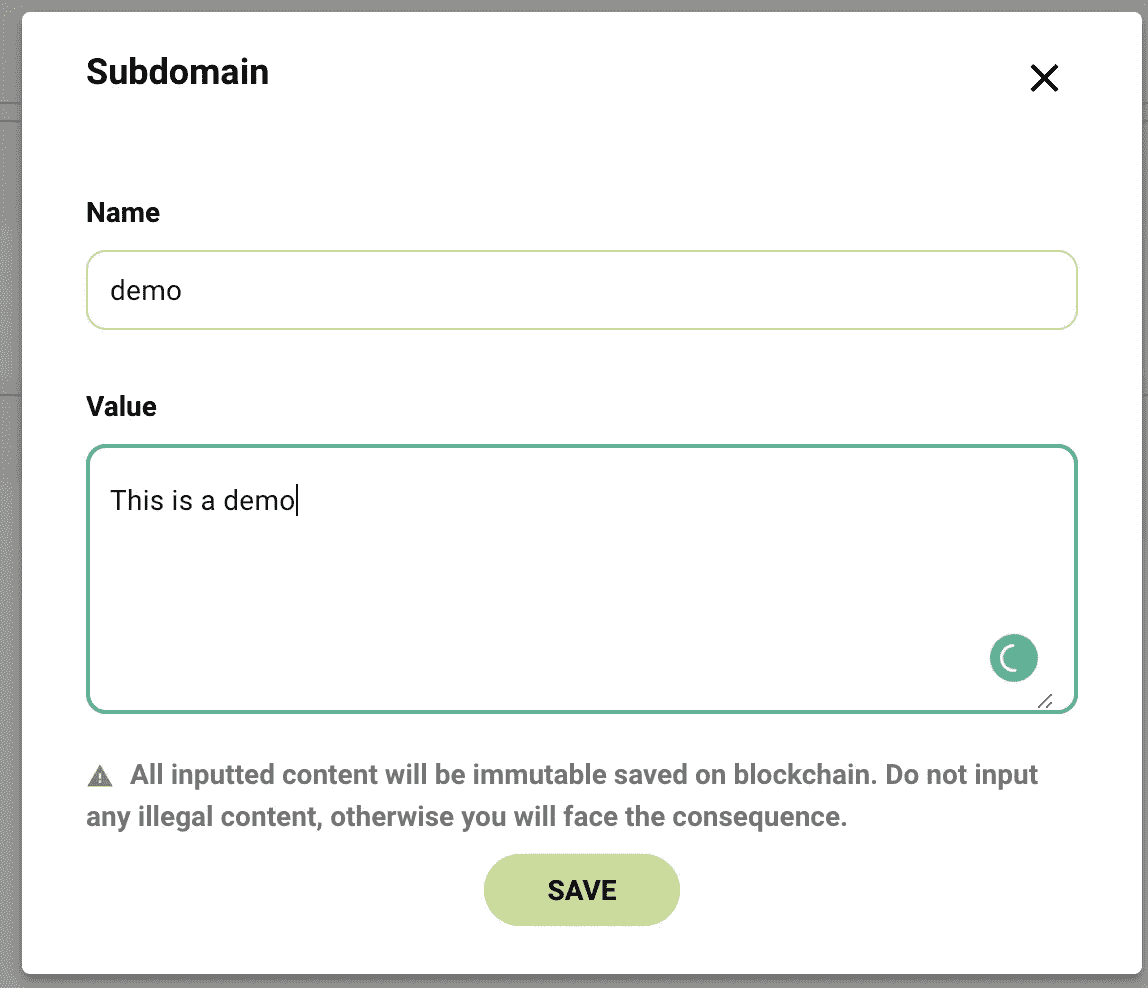 Subdomain
Name
demo
Value
This is a demo
All inputted content will be immutable saved on blockchain. Do not input
any illegal content, otherwise you will face the consequence.
SAVE